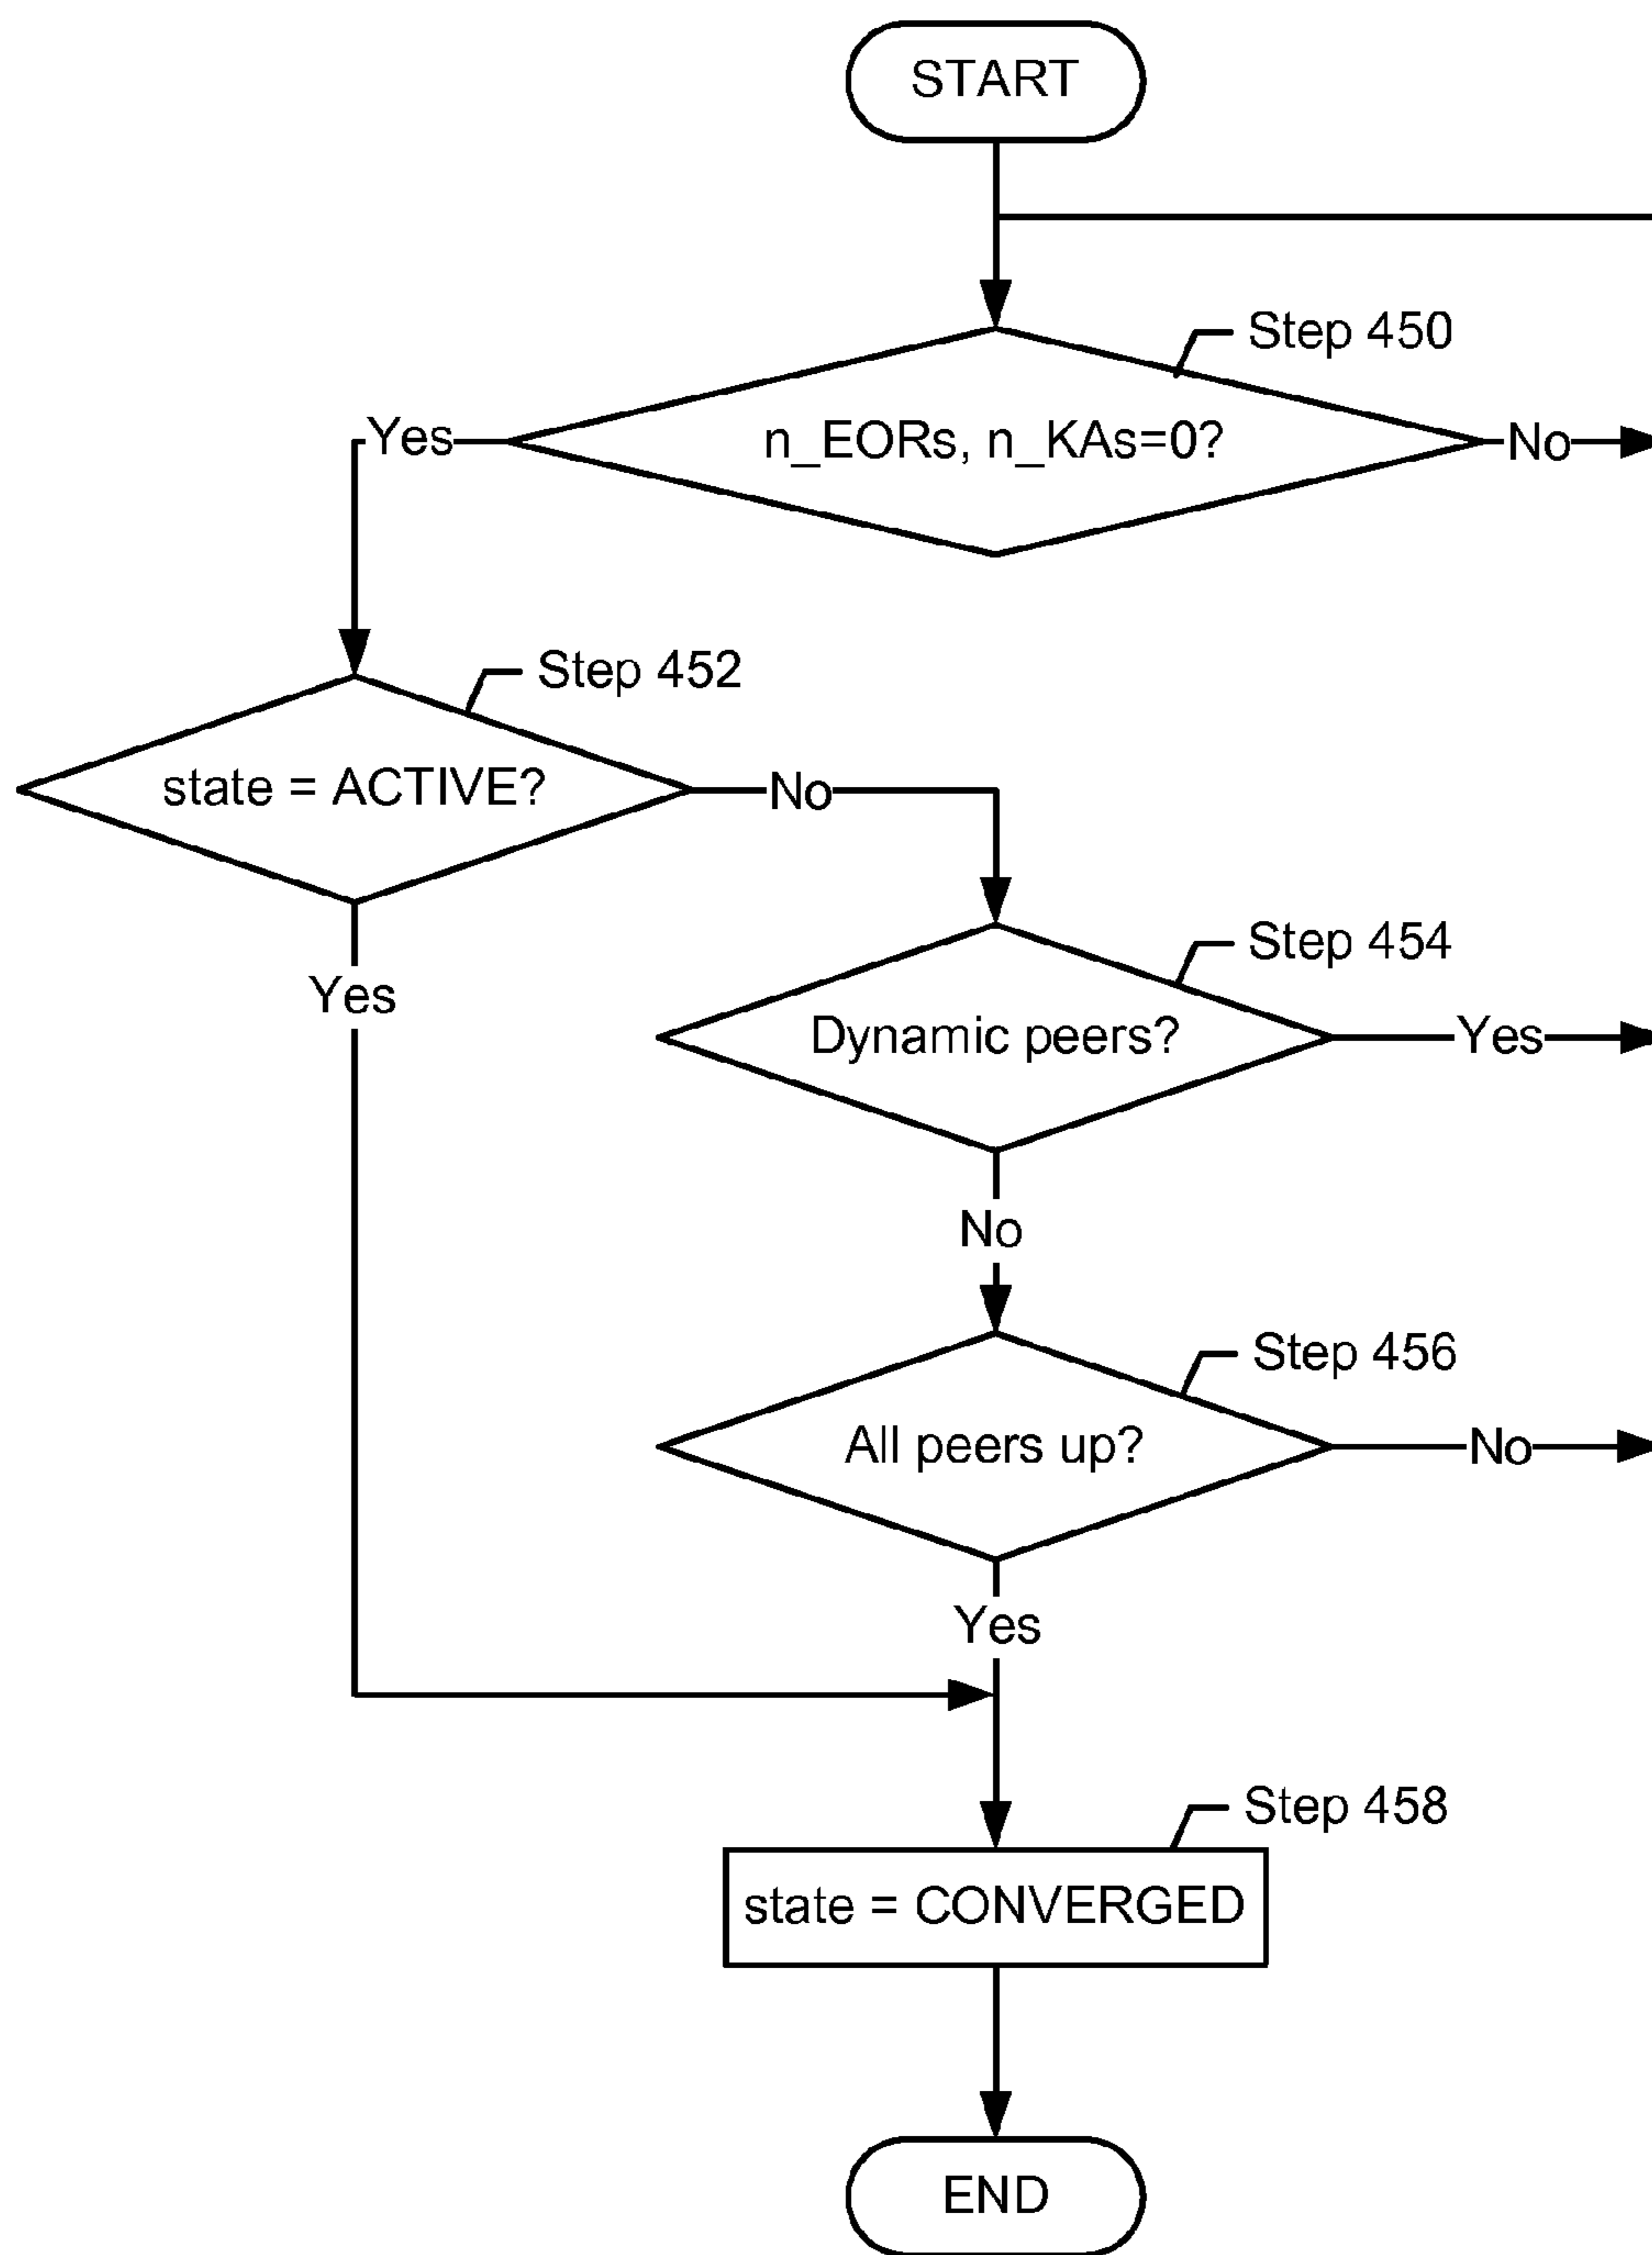 START
Step 450
n_EORs, n_KAs=0?
Yes
No
Step 452
state = ACTIVE?
No
Yes
Step 454
Dynamic peers?
Yes
No
Step 456
All peers up?
No
Yes
Step 458
state = CONVERGED
END